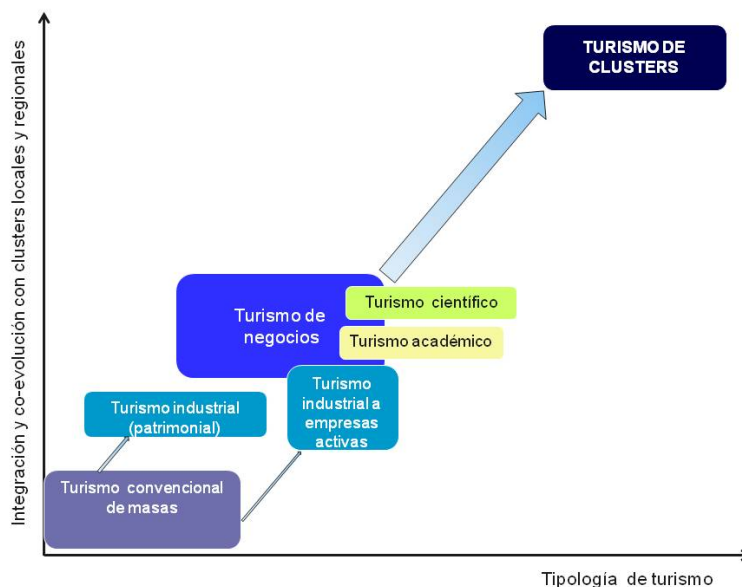 Integración y co-evolución con clusters locales y regionales
TURISMO DE
CLUSTERS
Turismo de
negocios
Turismo científico
Turismo académico
Turismo
industrial a
empresas
activas
Turismo industrial
(patrimonial)
Turismo convencional
de masas
Tipología de turismo